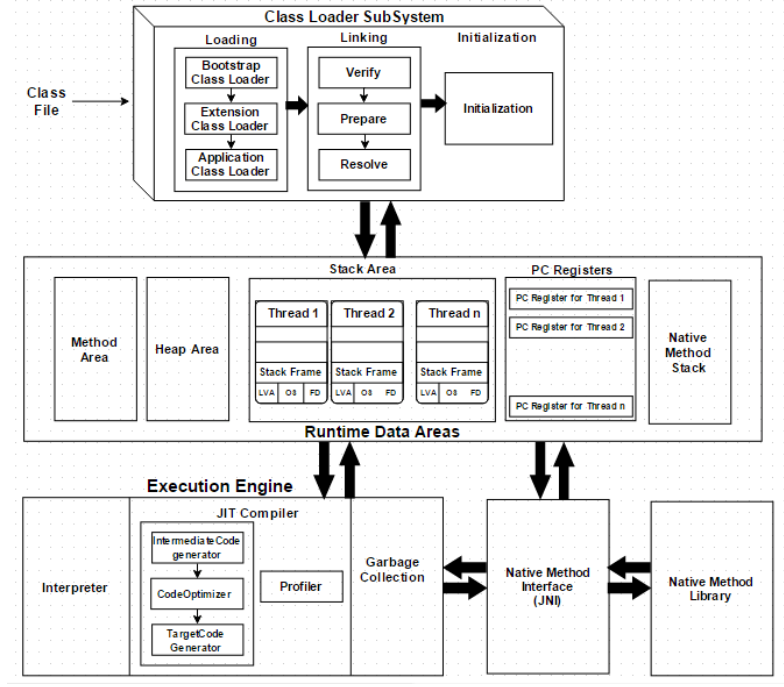 Class Loader SubSystem
Loading
Linking
Initialization
Class
File
Bootstrap
Class Loader
Extension
Class Loader
Application
Class Loader
Verify
Prepare
Resolve
Initialization
Stack Area
PC Registers
Method
Area
Heap Area
Thread 1
Stack Frame
LVA OS FD
Thread 2
Stack Frame
LVA OS FD
Thread n
Stack Frame
LVA OS FD
PC Register for Thread 1
PC Register for Thread 2
PC Register for Thread n
Native
Method
Stack
Runtime Data Areas
Execution Engine
Interpreter
JIT Compiler
IntermediateCode
generator
CodeOptimizer
TargetCode
Generator
Profiler
Garbage
Collection
Native Method
Interface
(JNI)
Native Method
Library